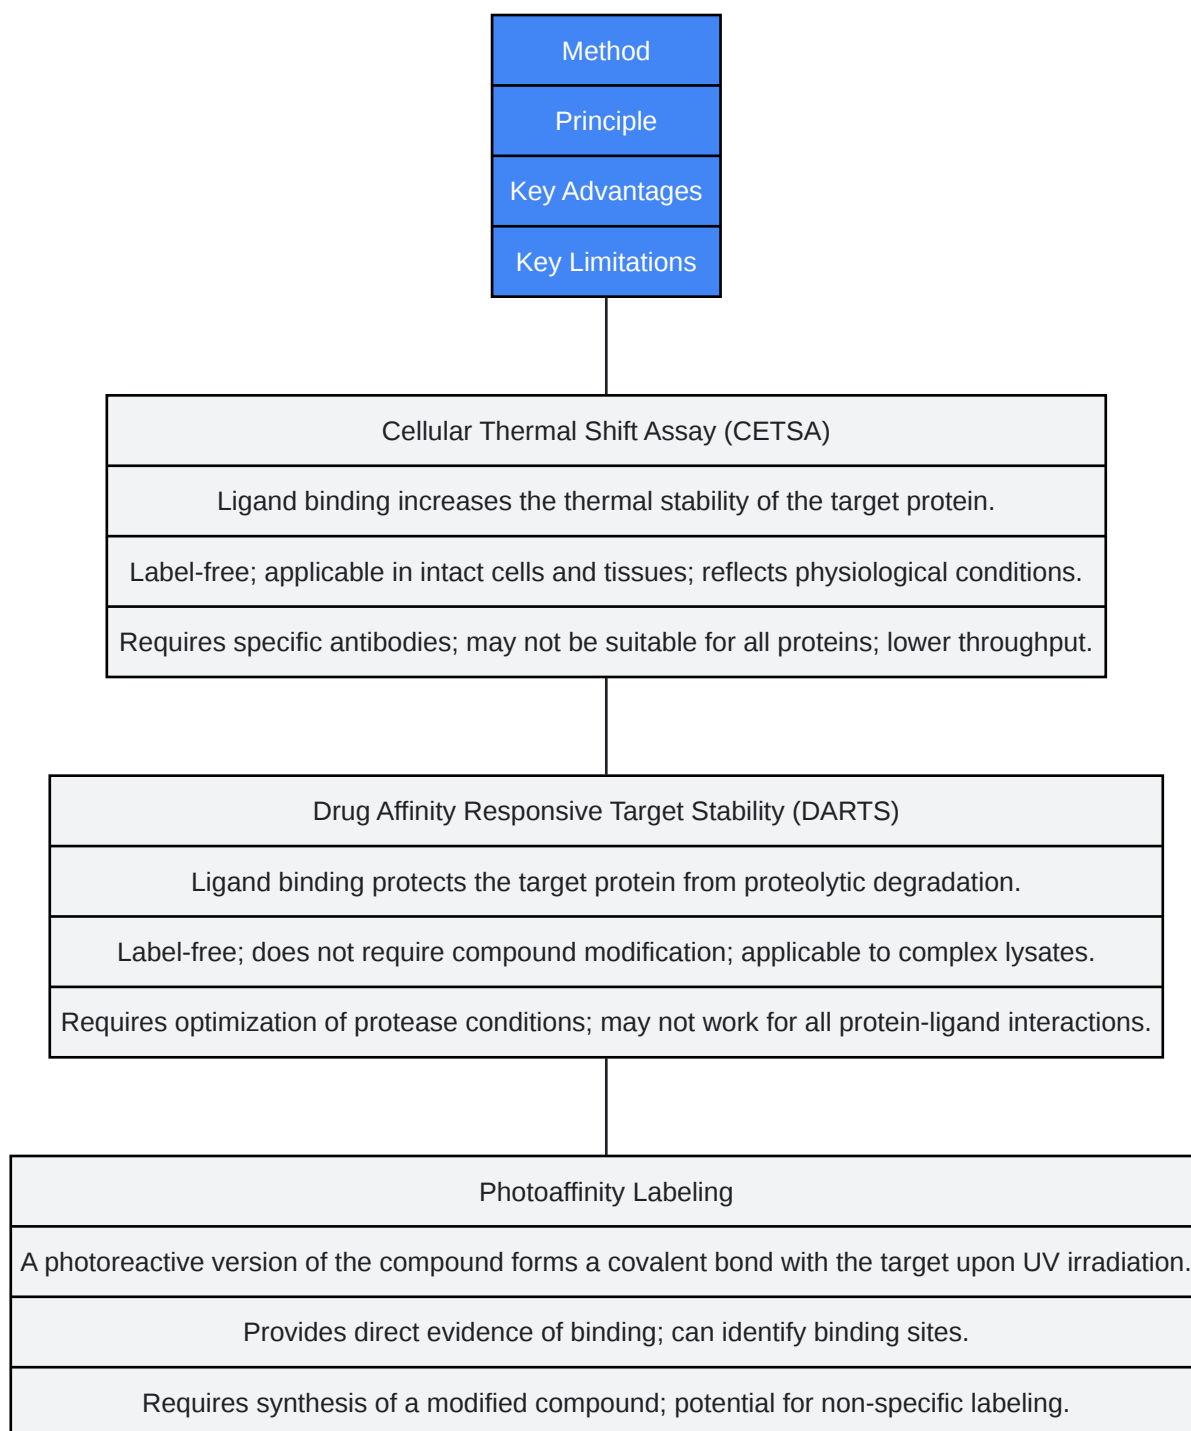 Method
Principle
Key Advantages
Key Limitations
Cellular Thermal Shift Assay (CETSA)
Ligand binding increases the thermal stability of the target protein.
Label-free; applicable in intact cells and tissues; reflects physiological conditions.
Requires specific antibodies; may not be suitable for all proteins; lower throughput.
Drug Affinity Responsive Target Stability (DARTS)
Ligand binding protects the target protein from proteolytic degradation.
Label-free; does not require compound modification; applicable to complex lysates.
Requires optimization of protease conditions; may not work for all protein-ligand interactions.
Photoaffinity Labeling
A photoreactive version of the compound forms a covalent bond with the target upon UV irradiation.
Provides direct evidence of binding; can identify binding sites.
Requires synthesis of a modified compound; potential for non-specific labeling.